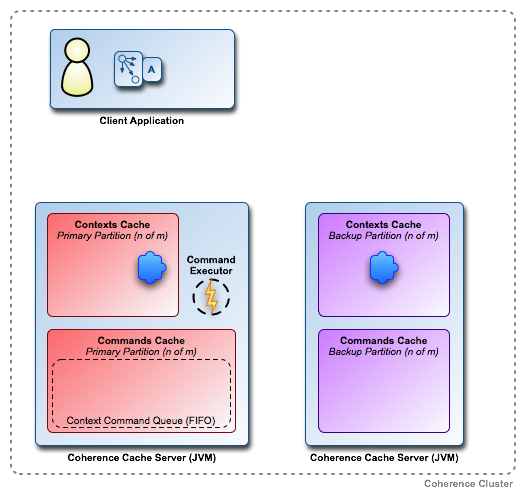 A
Client Application
Contexts Cache
Primary Partition (n of m)
Command
Executor
Commands Cache
Primary Partition (n of m)
Context Command Queue (FIFO)
Coherence Cache Server (JVM)
Contexts Cache
Backup Partition (n of m)
Commands Cache
Backup Partition (n of m)
Coherence Cache Server (JVM)
Coherence Cluster